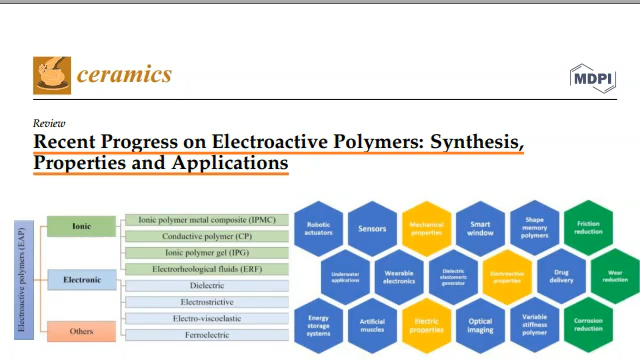 ceramics
MDPI
Review
Recent Progress on Electroactive Polymers: Synthesis,
Properties and Applications
Electroactive polymers (EAP)
Ionic
Electronic
Others
Ionic polymer metal composite (IPMC)
Conductive polymer (CP)
Ionic polymer gel (IPG)
Electrorheological fluids (ERF)
Dielectric
Electrostrictive
Electro-viscoelastic
Ferroelectric
Robotic
actuators
Sensors
Mechanical
properties
Smart
window
Shape
memory
polymers
Friction
reduction
Underwater
applications
Wearable
electronics
Dielectric
elastomeric
generator
Electroactive
properties
Drug
delivery
Wear
reduction
Energy
storage
systems
Artificial
muscles
Electric
properties
Optical
imaging
Variable
stiffness
polymer
Corrosion
reduction